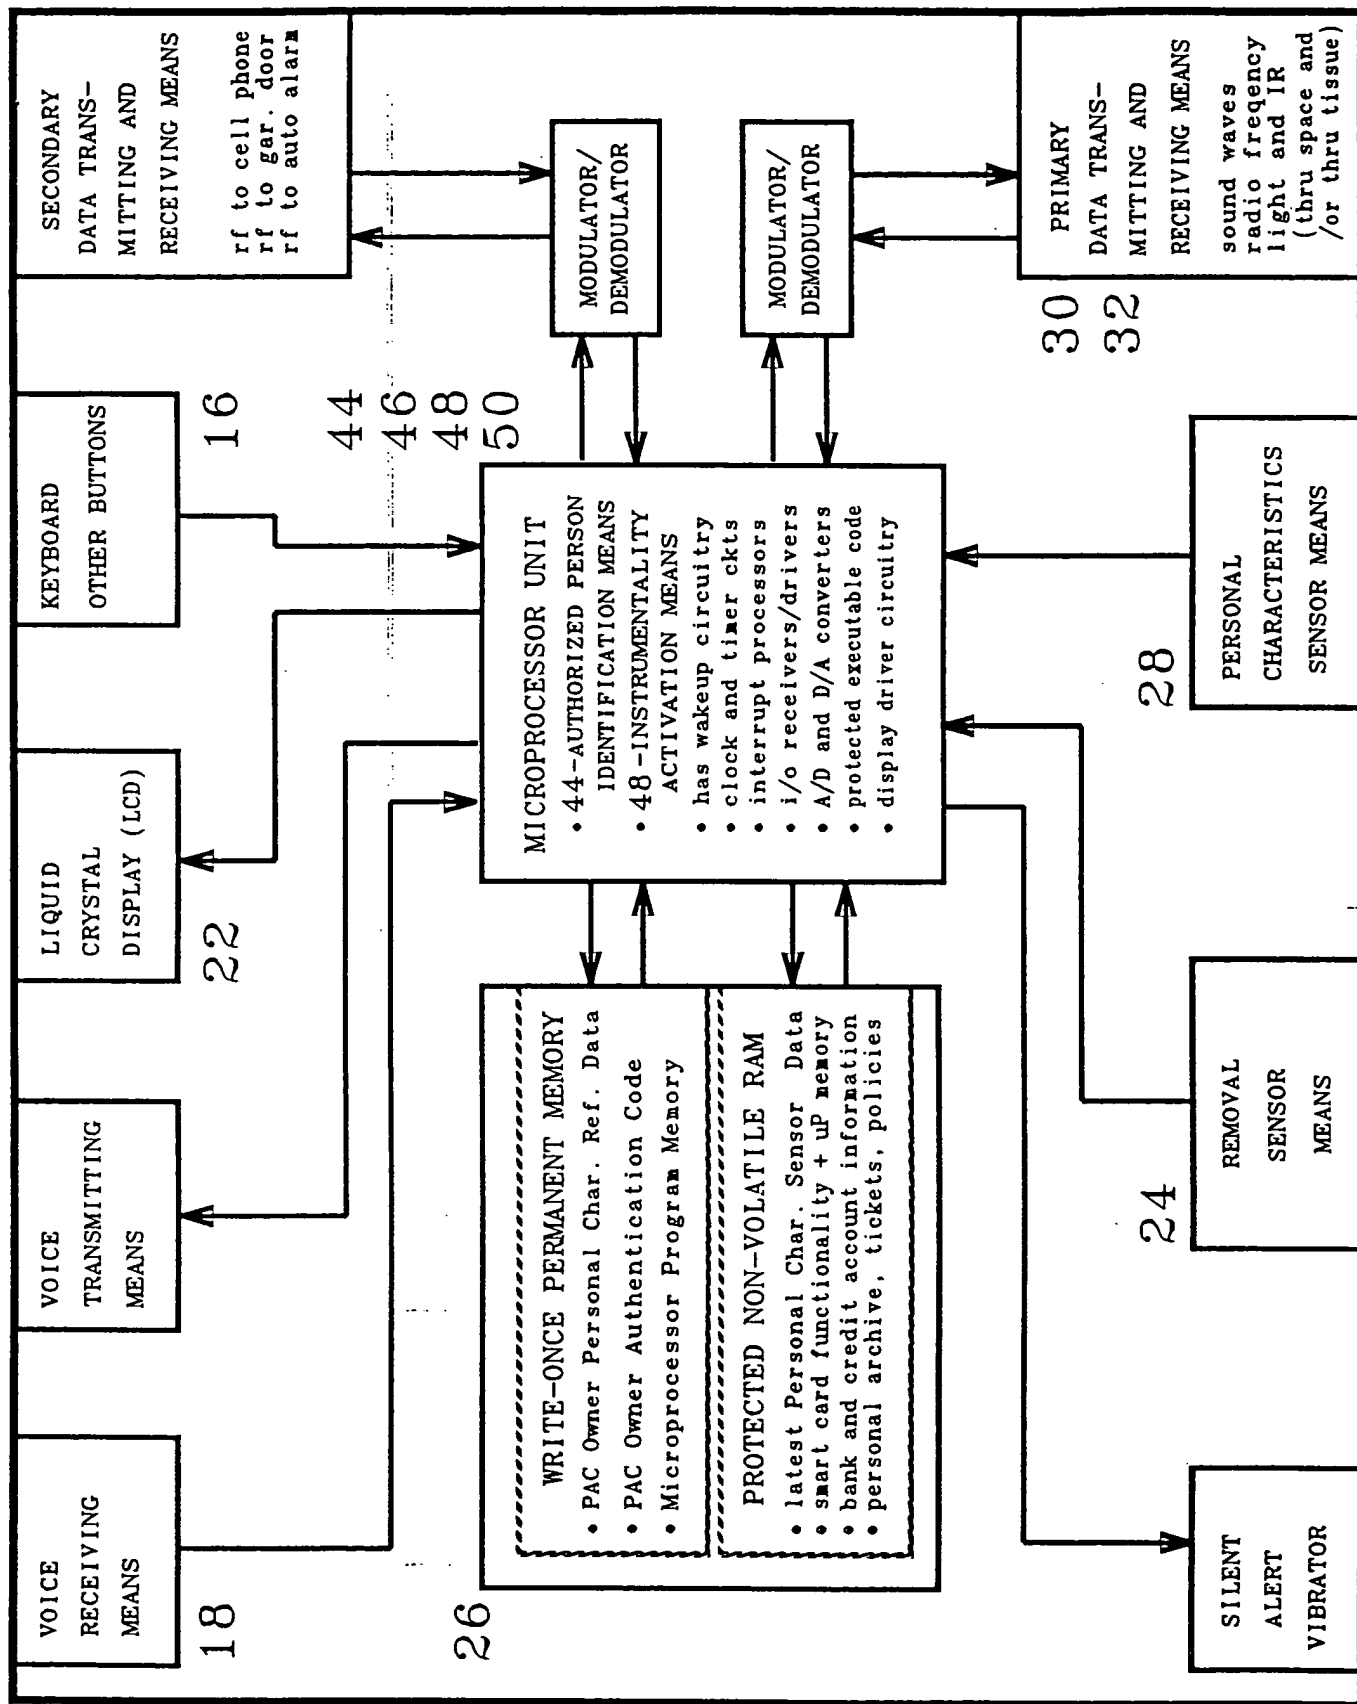 VOICE
RECEIVING
MEANS
18
VOICE
TRANSMITTING
MEANS
LIQUID
CRYSTAL
DISPLAY (LCD)
22
KEYBOARD
OTHER BUTTONS
16
SECONDARY
DATA TRANS-
MITTING AND
RECEIVING MEANS
rf to cell phone
rf to gar. door
rf to auto alarm
44
46
48
50
26
WRITE-ONCE PERMANENT MEMORY
• PAC Owner Personal Char. Ref. Data
• PAC Owner Authentication Code
• Microprocessor Program Memory
PROTECTED NON-VOLATILE RAM
• latest Personal Char. Sensor Data
• smart card functionality + uP memory
• bank and credit account information
• personal archive, tickets, policies
MICROPROCESSOR UNIT
• 44-AUTHORIZED PERSON
IDENTIFICATION MEANS
• 48-INSTRUMENTALITY
ACTIVATION MEANS
• has wakeup circuitry
• clock and timer ckts
• interrupt processors
• i/o receivers/drivers
• A/D and D/A converters
• protected executable code
• display driver circuitry
MODULATOR/
DEMODULATOR
MODULATOR/
DEMODULATOR
30
32
SILENT
ALERT
VIBRATOR
24
REMOVAL
SENSOR
MEANS
28
PERSONAL
CHARACTERISTICS
SENSOR MEANS
PRIMARY
DATA TRANS-
MITTING AND
RECEIVING MEANS
sound waves
radio freqency
light and IR
(thru space and
/or thru tissue)